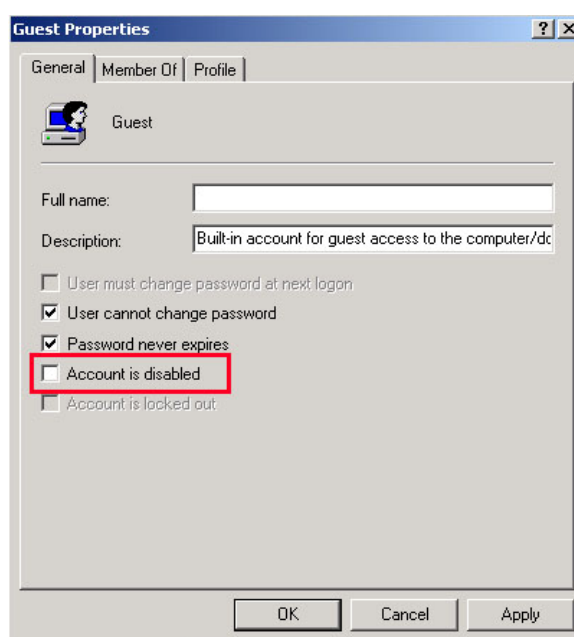 Guest Properties
General Member Of Profile
Guest
Full name:
Description: Built-in account for guest access to the computer/dc
User must change password at next logon
User cannot change password
Password never expires
Account is disabled
Account is locked out
OK Cancel Apply